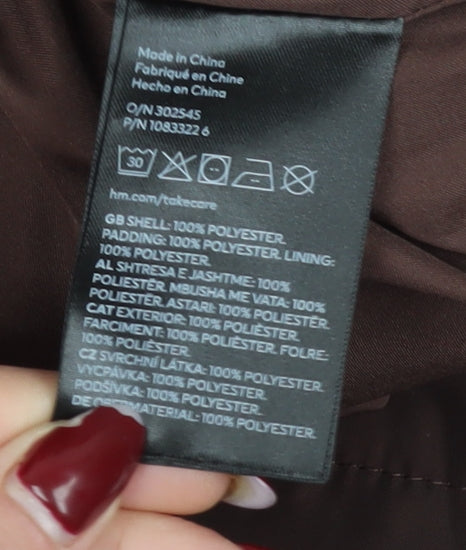 Made in China
Fabriqué en Chine
Hecho en China
O/N 302545
P/N 1083322 6
30
hm.com/takecare
GB SHELL: 100% POLYESTER.
PADDING: 100% POLYESTER. LINING:
100% POLYESTER.
AL SHTRESA E JASHTME: 100%
POLIESTËR. MBUSHJA ME VATA: 100%
POLIESTËR. ASTARI: 100% POLIESTËR.
CAT EXTERIOR: 100% POLIÈSTER.
FARCIMENT: 100% POLIÈSTER. FOLRE:
100% POLIÈSTER.
CZ SVRCHNÍ LÁTKA: 100% POLYESTER.
VYCPÁVKA: 100% POLYESTER.
PODŠÍVKA: 100% POLYESTER.
DE OBERMATERIAL: 100% POLYESTER.